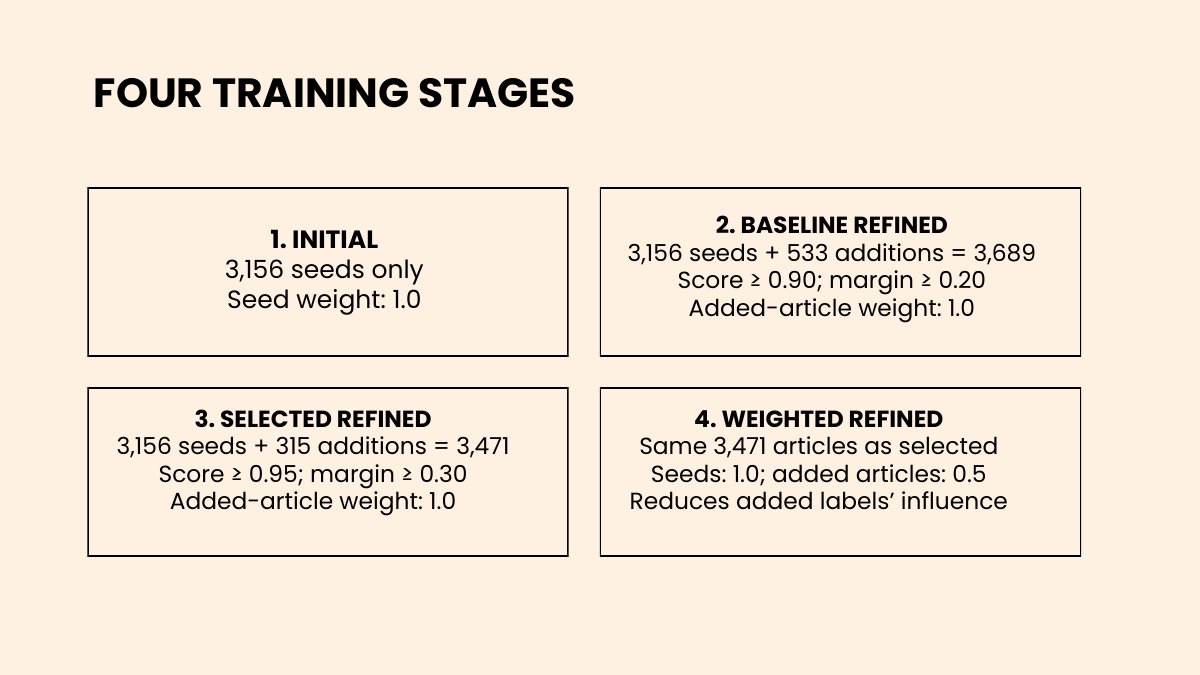 FOUR TRAINING STAGES
1. INITIAL
3,156 seeds only
Seed weight: 1.0
2. BASELINE REFINED
3,156 seeds + 533 additions = 3,689
Score ≥ 0.90; margin ≥ 0.20
Added-article weight: 1.0
3. SELECTED REFINED
3,156 seeds + 315 additions = 3,471
Score ≥ 0.95; margin ≥ 0.30
Added-article weight: 1.0
4. WEIGHTED REFINED
Same 3,471 articles as selected
Seeds: 1.0; added articles: 0.5
Reduces added labels’ influence